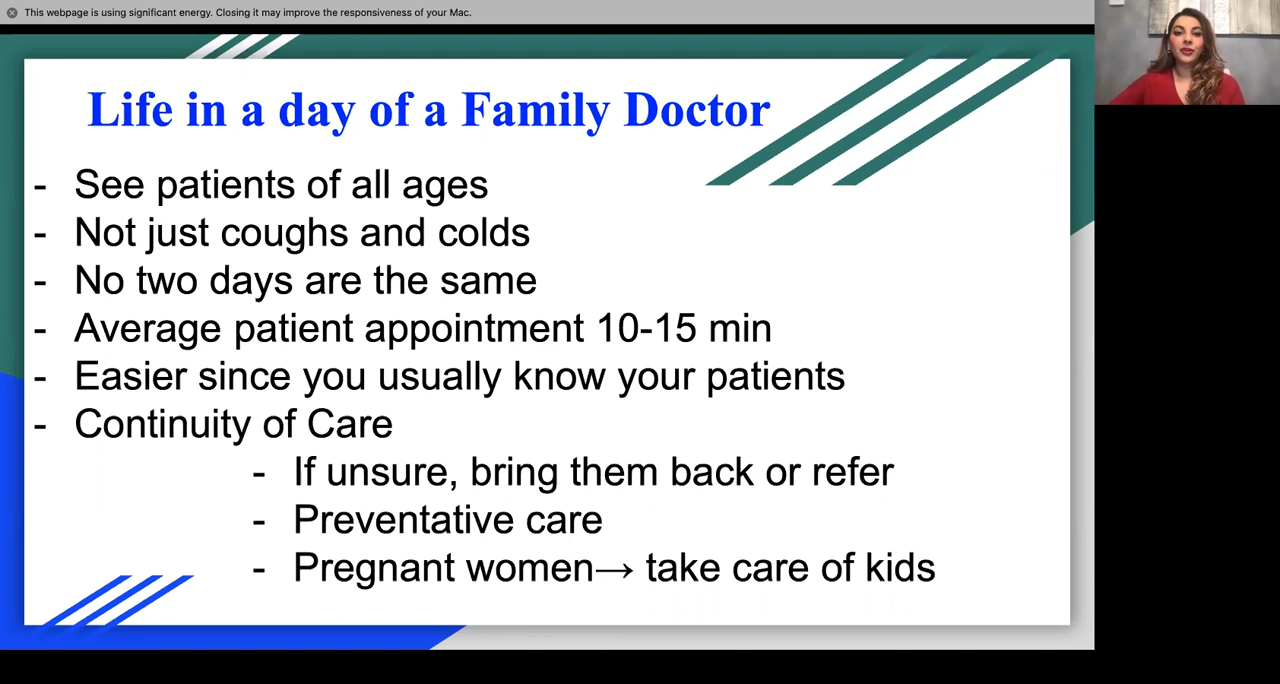 This webpage is using significant energy. Closing it may improve the responsiveness of your Mac.
Life in a day of a Family Doctor
- See patients of all ages
- Not just coughs and colds
- No two days are the same
- Average patient appointment 10-15 min
- Easier since you usually know your patients
- Continuity of Care
- If unsure, bring them back or refer
- Preventative care
- Pregnant women→ take care of kids